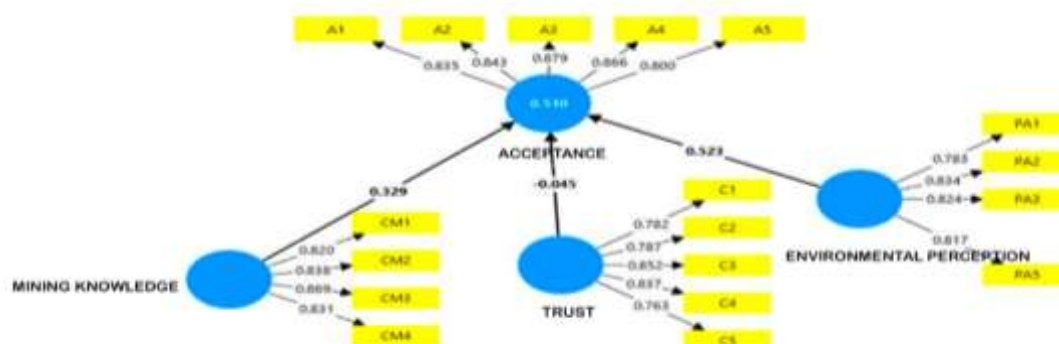 A1
A2
A3
A4
A5
0.835
0.843
0.879
0.866
0.800
0.510
ACCEPTANCE
0.329
-0.045
0.523
PA1
PA2
PA3
PA5
0.783
0.834
0.824
0.817
ENVIRONMENTAL PERCEPTION
C1
C2
C3
C4
C5
0.782
0.787
0.852
0.837
0.763
TRUST
CM1
CM2
CM3
CM4
0.820
0.838
0.869
0.831
MINING KNOWLEDGE